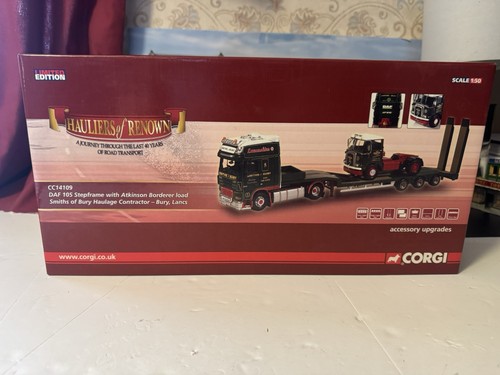 LIMITED
EDITION
SCALE 1:50
HAULIERS of RENOWN
A JOURNEY THROUGH THE LAST 40 YEARS
OF ROAD TRANSPORT
CC14109
DAF 105 Stepframe with Atkinson Borderer load
Smiths of Bury Haulage Contractor – Bury, Lancs
accessory upgrades
www.corgi.co.uk
CORGI